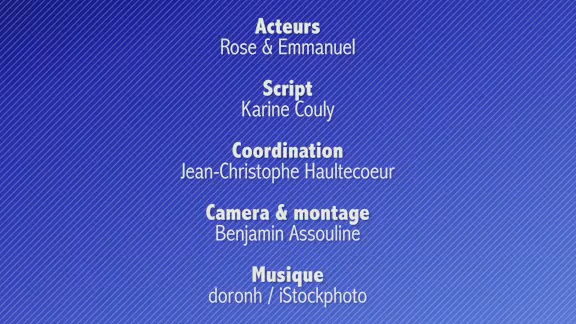 Acteurs
Rose & Emmanuel
Script
Karine Couly
Coordination
Jean-Christophe Haultecoeur
Camera & montage
Benjamin Assouline
Musique
doronh / iStockphoto